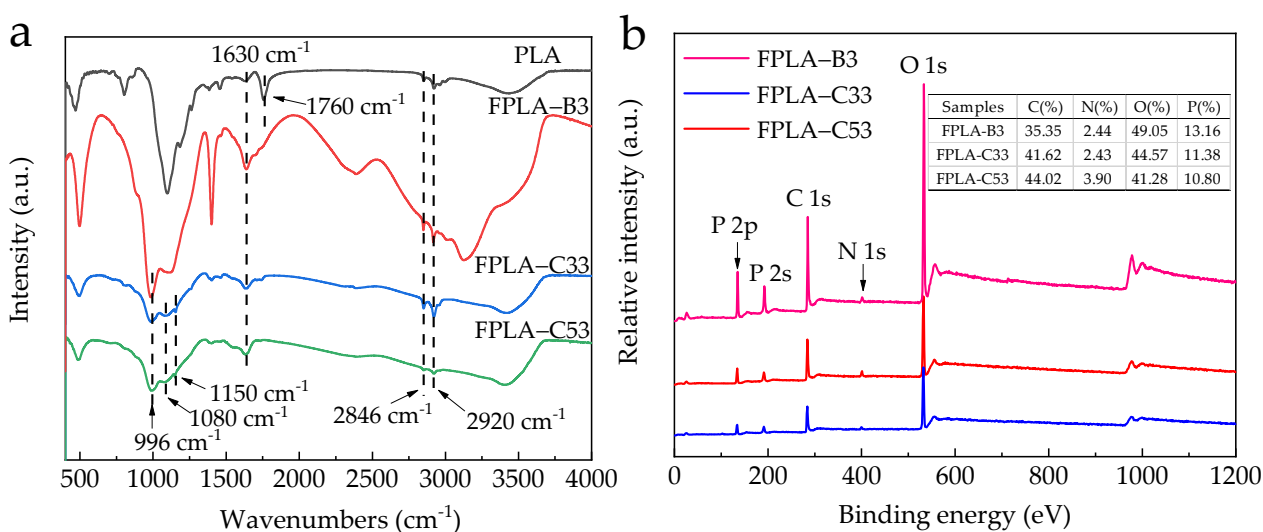 a
1630 cm⁻¹
PLA
1760 cm⁻¹
FPLA–B3
FPLA–C33
FPLA–C53
1150 cm⁻¹
1080 cm⁻¹
996 cm⁻¹
2846 cm⁻¹
2920 cm⁻¹
Intensity (a.u.)
500 1000 1500 2000 2500 3000 3500 4000
Wavenumbers (cm⁻¹)
b
FPLA–B3
FPLA–C33
FPLA–C53
O 1s
Samples C(%) N(%) O(%) P(%)
FPLA-B3 35.35 2.44 49.05 13.16
FPLA-C33 41.62 2.43 44.57 11.38
FPLA-C53 44.02 3.90 41.28 10.80
C 1s
P 2p
P 2s
N 1s
Relative intensity (a.u.)
0 200 400 600 800 1000 1200
Binding energy (eV)